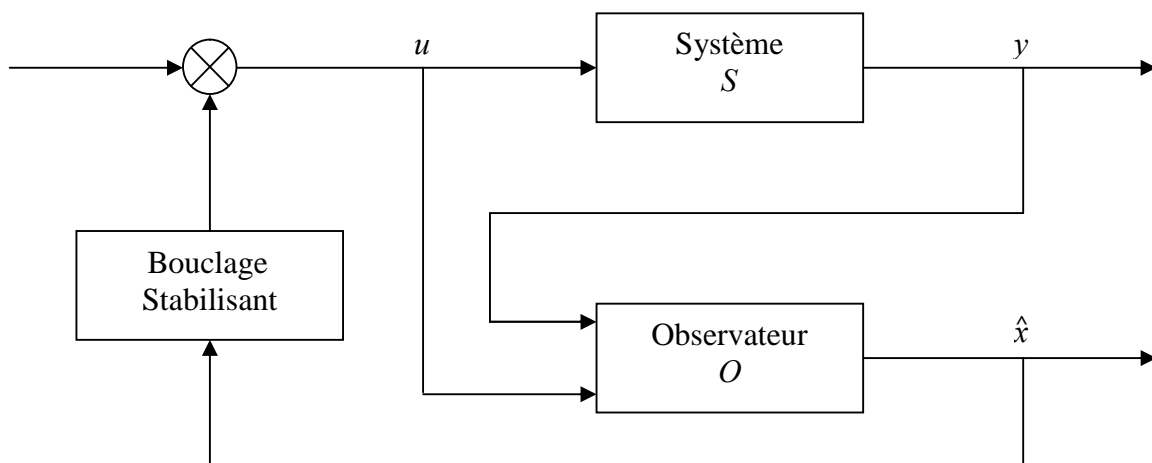 u
Système
S
y
Bouclage
Stabilisant
Observateur
O
x̂